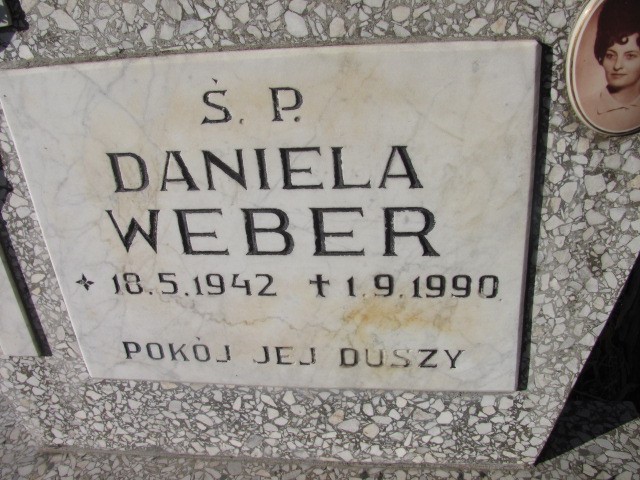 Ś. P.
DANIELA
WEBER
✦ 18.5.1942 ✝ 1.9.1990
POKÓJ JEJ DUSZY